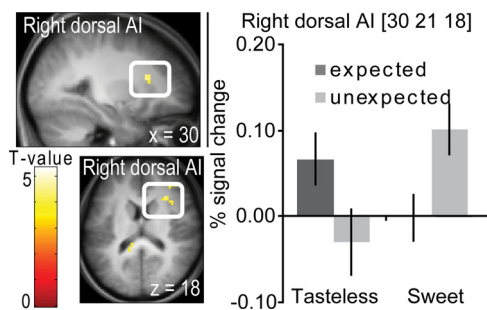 Right dorsal AI
x = 30
T-value
5
0
Right dorsal AI
z = 18
Right dorsal AI [30 21 18]
% signal change
0.20
0.10
0.00
-0,10
expected
unexpected
Tasteless
Sweet